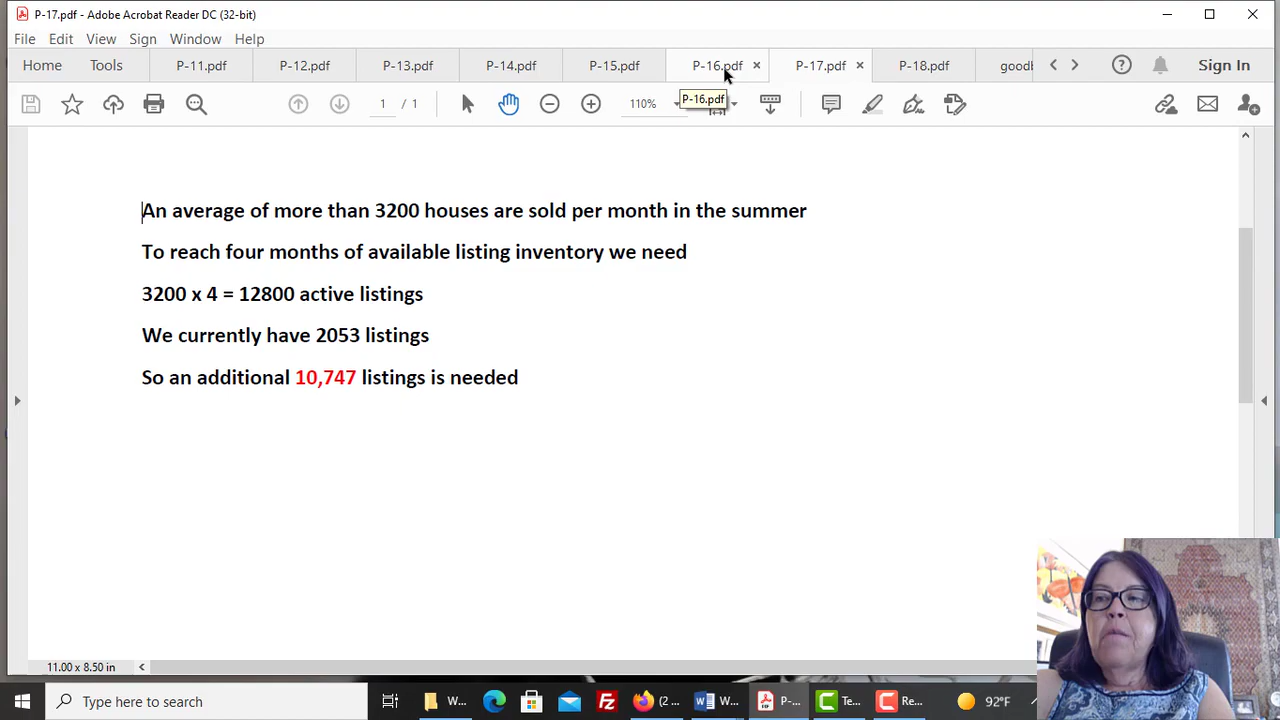 P-17.pdf - Adobe Acrobat Reader DC (32-bit)
File Edit View Sign Window Help
Home Tools P-11.pdf P-12.pdf P-13.pdf P-14.pdf P-15.pdf P-16.pdf P-17.pdf P-18.pdf Sign In
1 / 1 110%
P-16.pdf
An average of more than 3200 houses are sold per month in the summer
To reach four months of available listing inventory we need
3200 x 4 = 12800 active listings
We currently have 2053 listings
So an additional 10,747 listings is needed
11.00 x 8.50 in
Type here to search W... (2 ... W... P-... Te... Re... 92°F